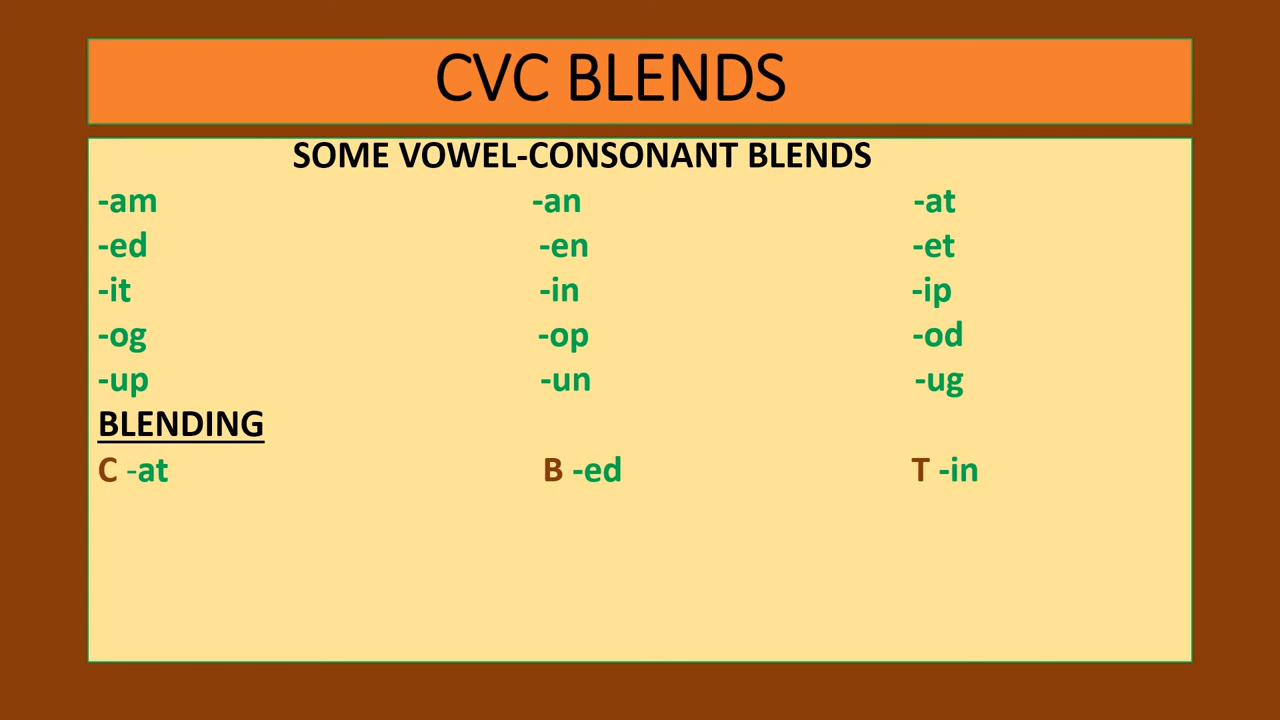 CVC BLENDS
SOME VOWEL-CONSONANT BLENDS
-am -an -at
-ed -en -et
-it -in -ip
-og -op -od
-up -un -ug
BLENDING
C -at B -ed T -in